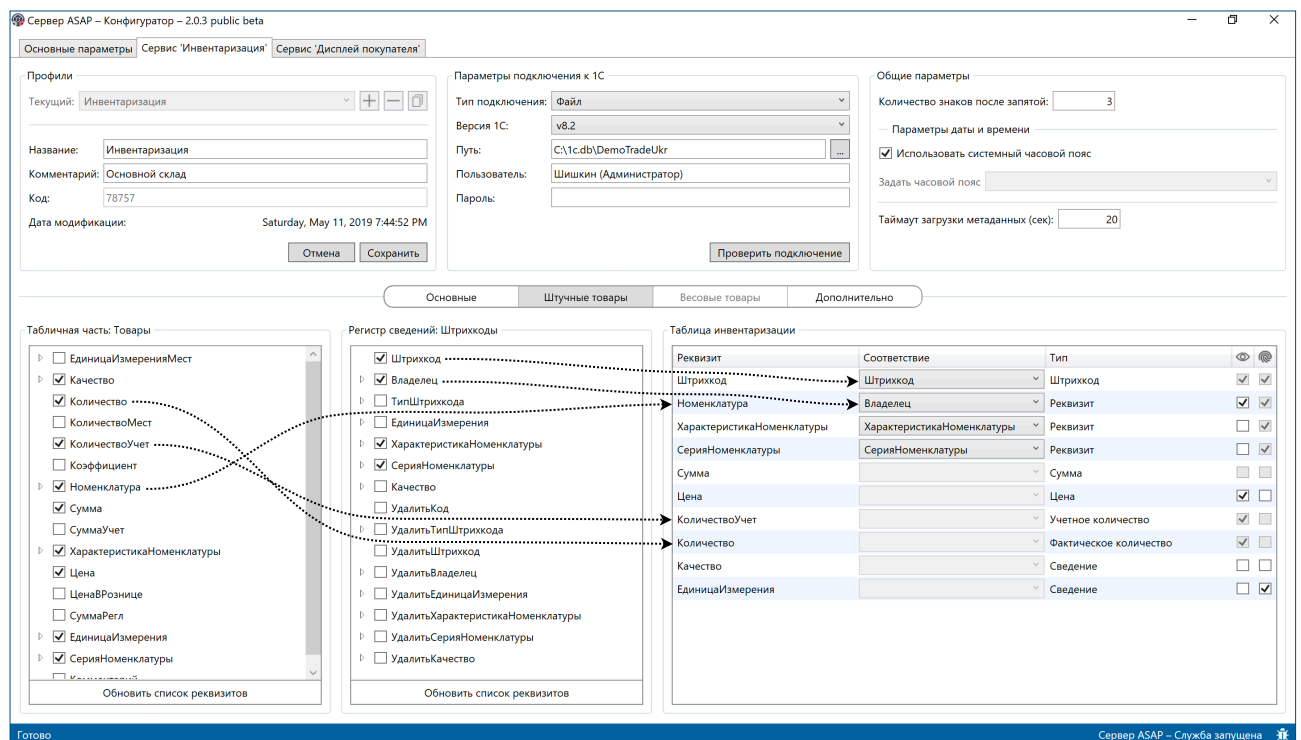 Сервер ASAP – Конфигуратор – 2.0.3 public beta
Основные параметры Сервис 'Инвентаризация' Сервис 'Дисплей покупателя'
Профили
Текущий: Инвентаризация
Название: Инвентаризация
Комментарий: Основной склад
Код: 78757
Дата модификации: Saturday, May 11, 2019 7:44:52 PM
Отмена Сохранить
Параметры подключения к 1С
Тип подключения: Файл
Версия 1С: v8.2
Путь: C:\1c.db\DemoTradeUkr ...
Пользователь: Шишкин (Администратор)
Пароль:
Проверить подключение
Общие параметры
Количество знаков после запятой: 3
Параметры даты и времени
Использовать системный часовой пояс
Задать часовой пояс
Таймаут загрузки метаданных (сек): 20
Основные Штучные товары Весовые товары Дополнительно
Табличная часть: Товары
ЕдиницаИзмеренияМест
Качество
Количество
КоличествоМест
КоличествоУчет
Коэффициент
Номенклатура
Сумма
СуммаУчет
ХарактеристикаНоменклатуры
Цена
ЦенаВРознице
СуммаРегл
ЕдиницаИзмерения
СерияНоменклатуры
Обновить список реквизитов
Регистр сведений: Штрихкоды
Штрихкод
Владелец
ТипШтрихкода
ЕдиницаИзмерения
ХарактеристикаНоменклатуры
СерияНоменклатуры
Качество
УдалитьКод
УдалитьТипШтрихкода
УдалитьШтрихкод
УдалитьВладелец
УдалитьЕдиницаИзмерения
УдалитьХарактеристикаНоменклатуры
УдалитьСерияНоменклатуры
УдалитьКачество
Обновить список реквизитов
Таблица инвентаризации
Реквизит Соответствие Тип
Штрихкод Штрихкод Штрихкод
Номенклатура Владелец Реквизит
ХарактеристикаНоменклатуры ХарактеристикаНоменклатуры Реквизит
СерияНоменклатуры СерияНоменклатуры Реквизит
Сумма Сумма
Цена Цена
КоличествоУчет Учетное количество
Количество Фактическое количество
Качество Сведение
ЕдиницаИзмерения Сведение
Готово Сервер ASAP – Служба запущена